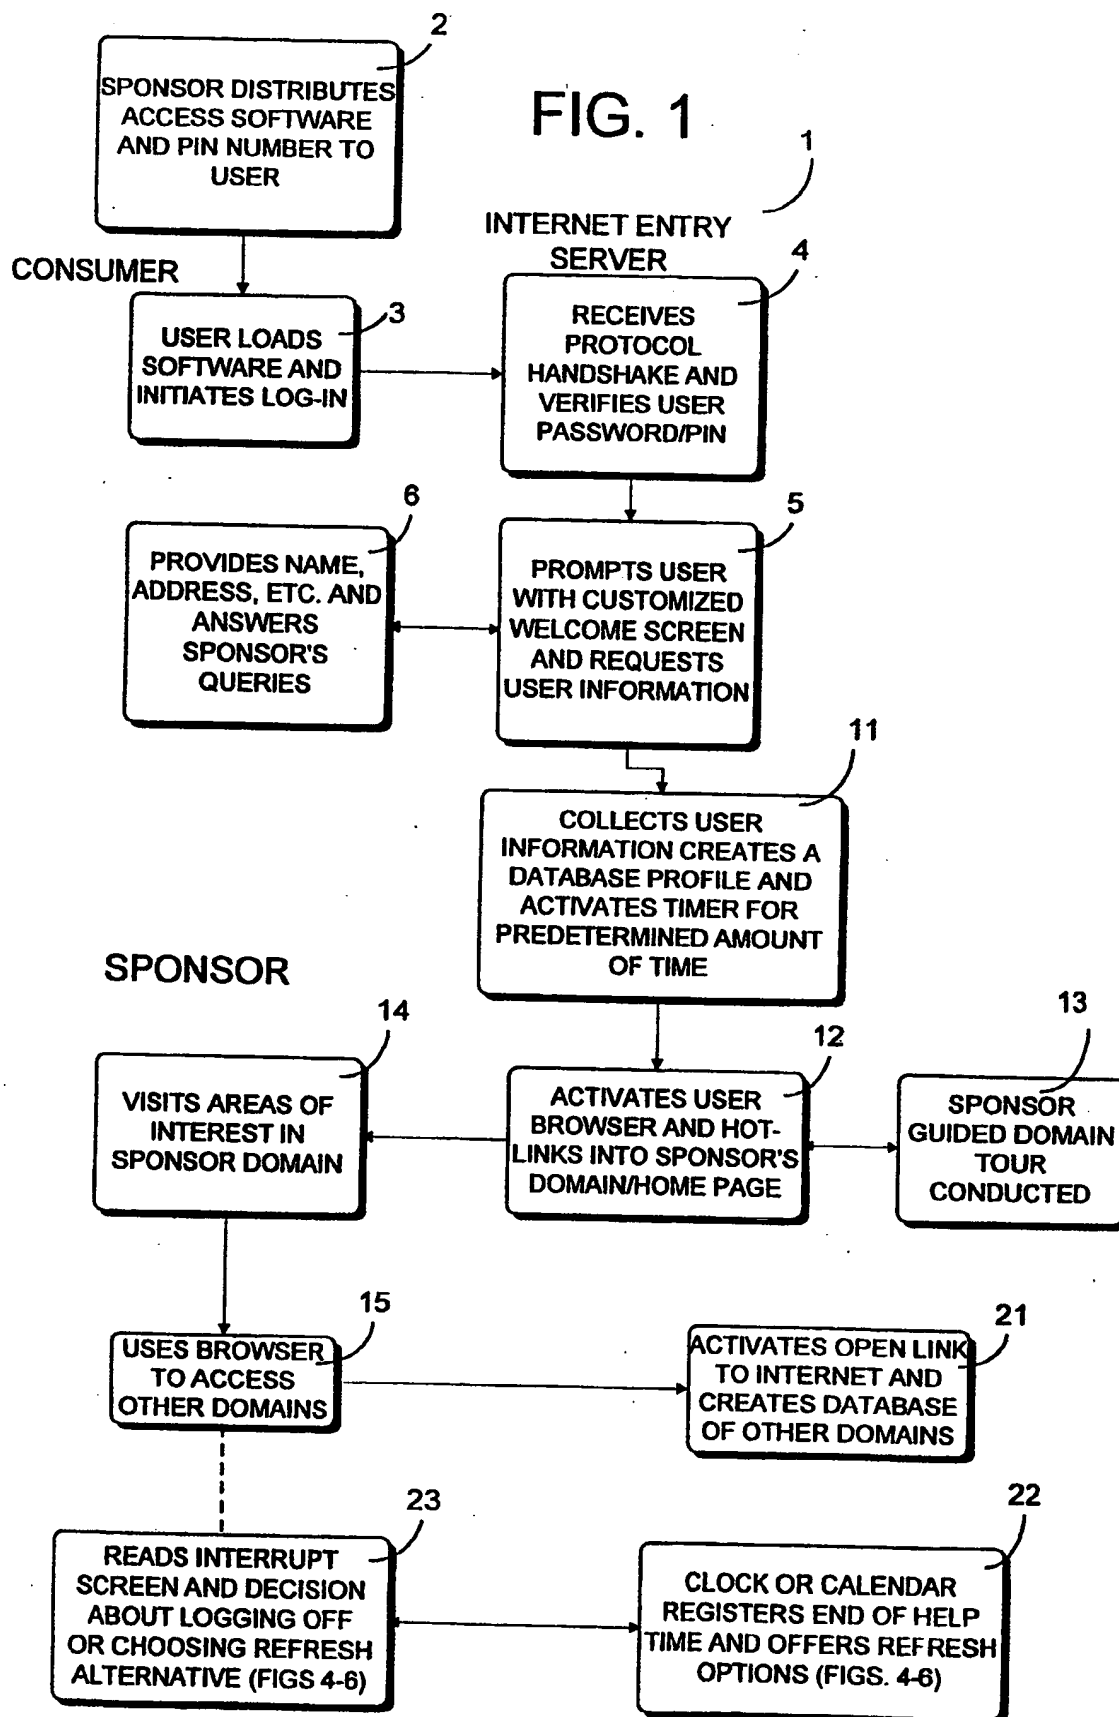 2
SPONSOR DISTRIBUTES
ACCESS SOFTWARE
AND PIN NUMBER TO
USER
FIG. 1
1
INTERNET ENTRY
SERVER
CONSUMER
3
USER LOADS
SOFTWARE AND
INITIATES LOG-IN
4
RECEIVES
PROTOCOL
HANDSHAKE AND
VERIFIES USER
PASSWORD/PIN
6
PROVIDES NAME,
ADDRESS, ETC. AND
ANSWERS
SPONSOR'S
QUERIES
5
PROMPTS USER
WITH CUSTOMIZED
WELCOME SCREEN
AND REQUESTS
USER INFORMATION
11
COLLECTS USER
INFORMATION CREATES A
DATABASE PROFILE AND
ACTIVATES TIMER FOR
PREDETERMINED AMOUNT
OF TIME
SPONSOR
14
VISITS AREAS OF
INTEREST IN
SPONSOR DOMAIN
12
ACTIVATES USER
BROWSER AND HOT-
LINKS INTO SPONSOR'S
DOMAIN/HOME PAGE
13
SPONSOR
GUIDED DOMAIN
TOUR
CONDUCTED
15
USES BROWSER
TO ACCESS
OTHER DOMAINS
21
ACTIVATES OPEN LINK
TO INTERNET AND
CREATES DATABASE
OF OTHER DOMAINS
23
READS INTERRUPT
SCREEN AND DECISION
ABOUT LOGGING OFF
OR CHOOSING REFRESH
ALTERNATIVE (FIGS 4-6)
22
CLOCK OR CALENDAR
REGISTERS END OF HELP
TIME AND OFFERS REFRESH
OPTIONS (FIGS. 4-6)